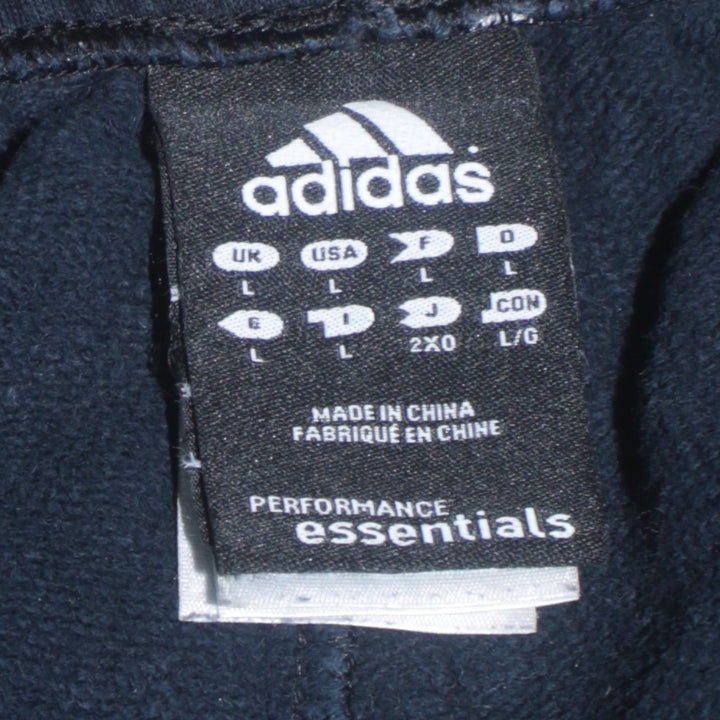 adidas
UK USA F D
L L L L
E I J CON
L L 2XO L/G
MADE IN CHINA
FABRIQUÉ EN CHINE
PERFORMANCE
essentials